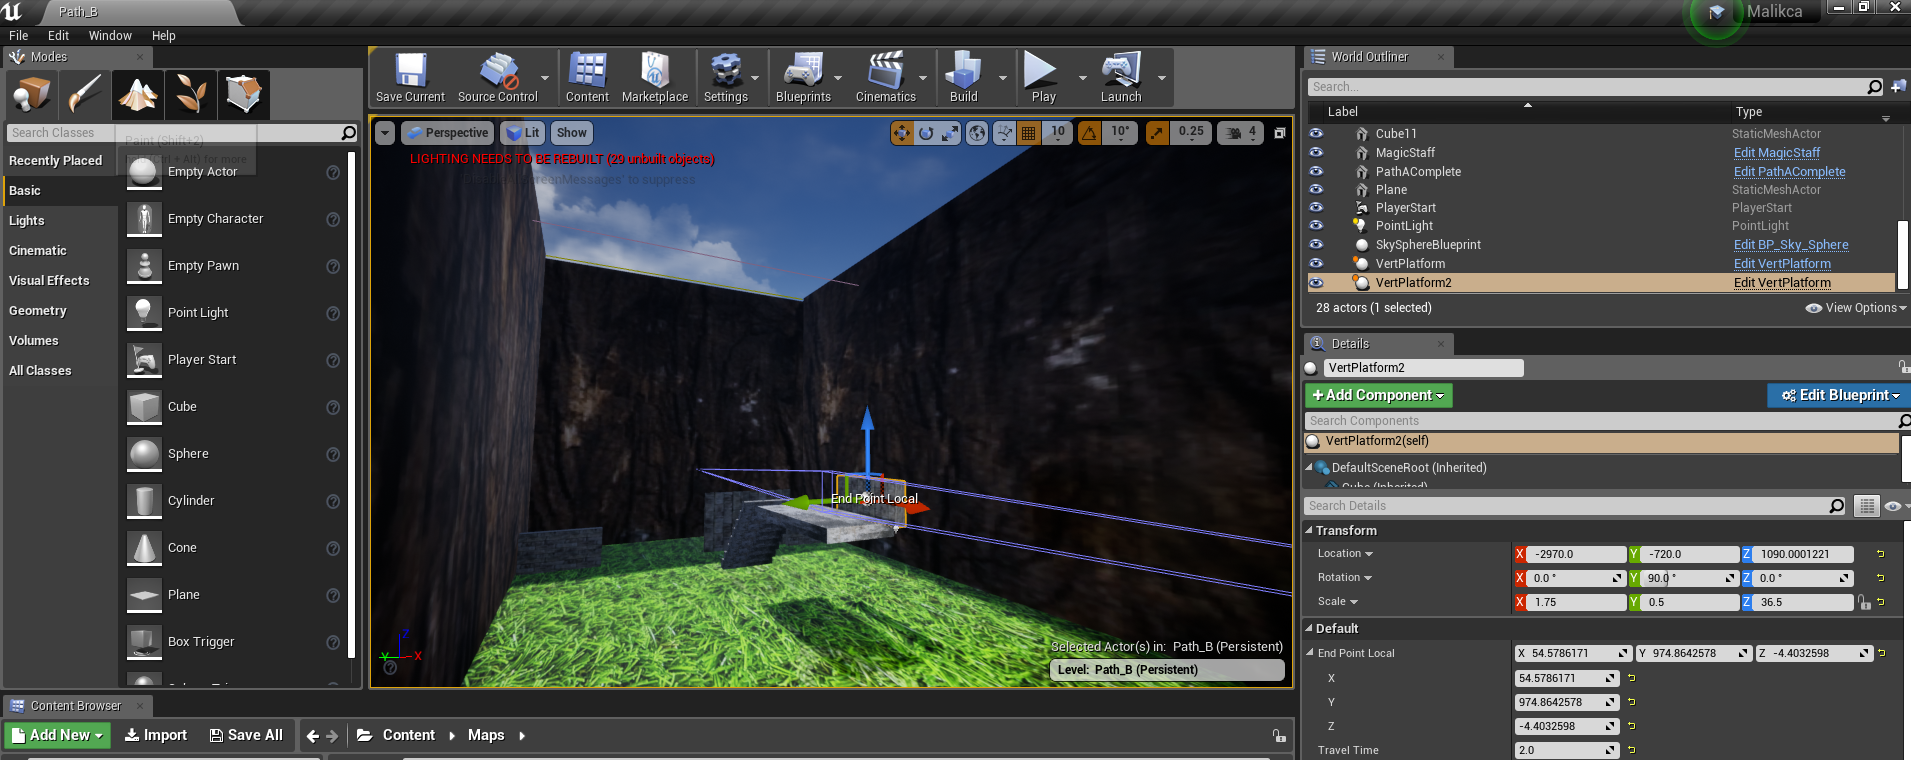 Path_B
Malikca
File Edit Window Help
Modes
World Outliner
Save Current
Source Control
Content
Marketplace
Settings
Blueprints
Cinematics
Build
Play
Launch
Search...
Label Type
Search Classes
Paint (Shift+2)
Perspective
Lit
Show
10
10°
0.25
4
LIGHTING NEEDS TO BE REBUILT (29 unbuilt objects)
ScreenMessages' to suppress
Recently Placed
Basic
Lights
Cinematic
Visual Effects
Geometry
Volumes
All Classes
Empty Actor
Empty Character
Empty Pawn
Point Light
Player Start
Cube
Sphere
Cylinder
Cone
Plane
Box Trigger
Cube11 StaticMeshActor
MagicStaff Edit MagicStaff
PathAComplete Edit PathAComplete
Plane StaticMeshActor
PlayerStart PlayerStart
PointLight PointLight
SkySphereBlueprint Edit BP_Sky_Sphere
VertPlatform Edit VertPlatform
VertPlatform2 Edit VertPlatform
28 actors (1 selected)
View Options
Details
VertPlatform2
+Add Component
Edit Blueprint
Search Components
VertPlatform2(self)
DefaultSceneRoot (Inherited)
Cube (Inherited)
Search Details
Transform
Location X -2970.0 Y -720.0 Z 1090.0001221
Rotation X 0.0 ° Y 90.0 ° Z 0.0 °
Scale X 1.75 Y 0.5 Z 36.5
Default
End Point Local X 54.5786171 Y 974.8642578 Z -4.4032598
X 54.5786171
Y 974.8642578
Z -4.4032598
Travel Time 2.0
End Point Local
Z
Y X
Selected Actor(s) in: Path_B (Persistent)
Level: Path_B (Persistent)
Content Browser
Add New
Import
Save All
Content
Maps